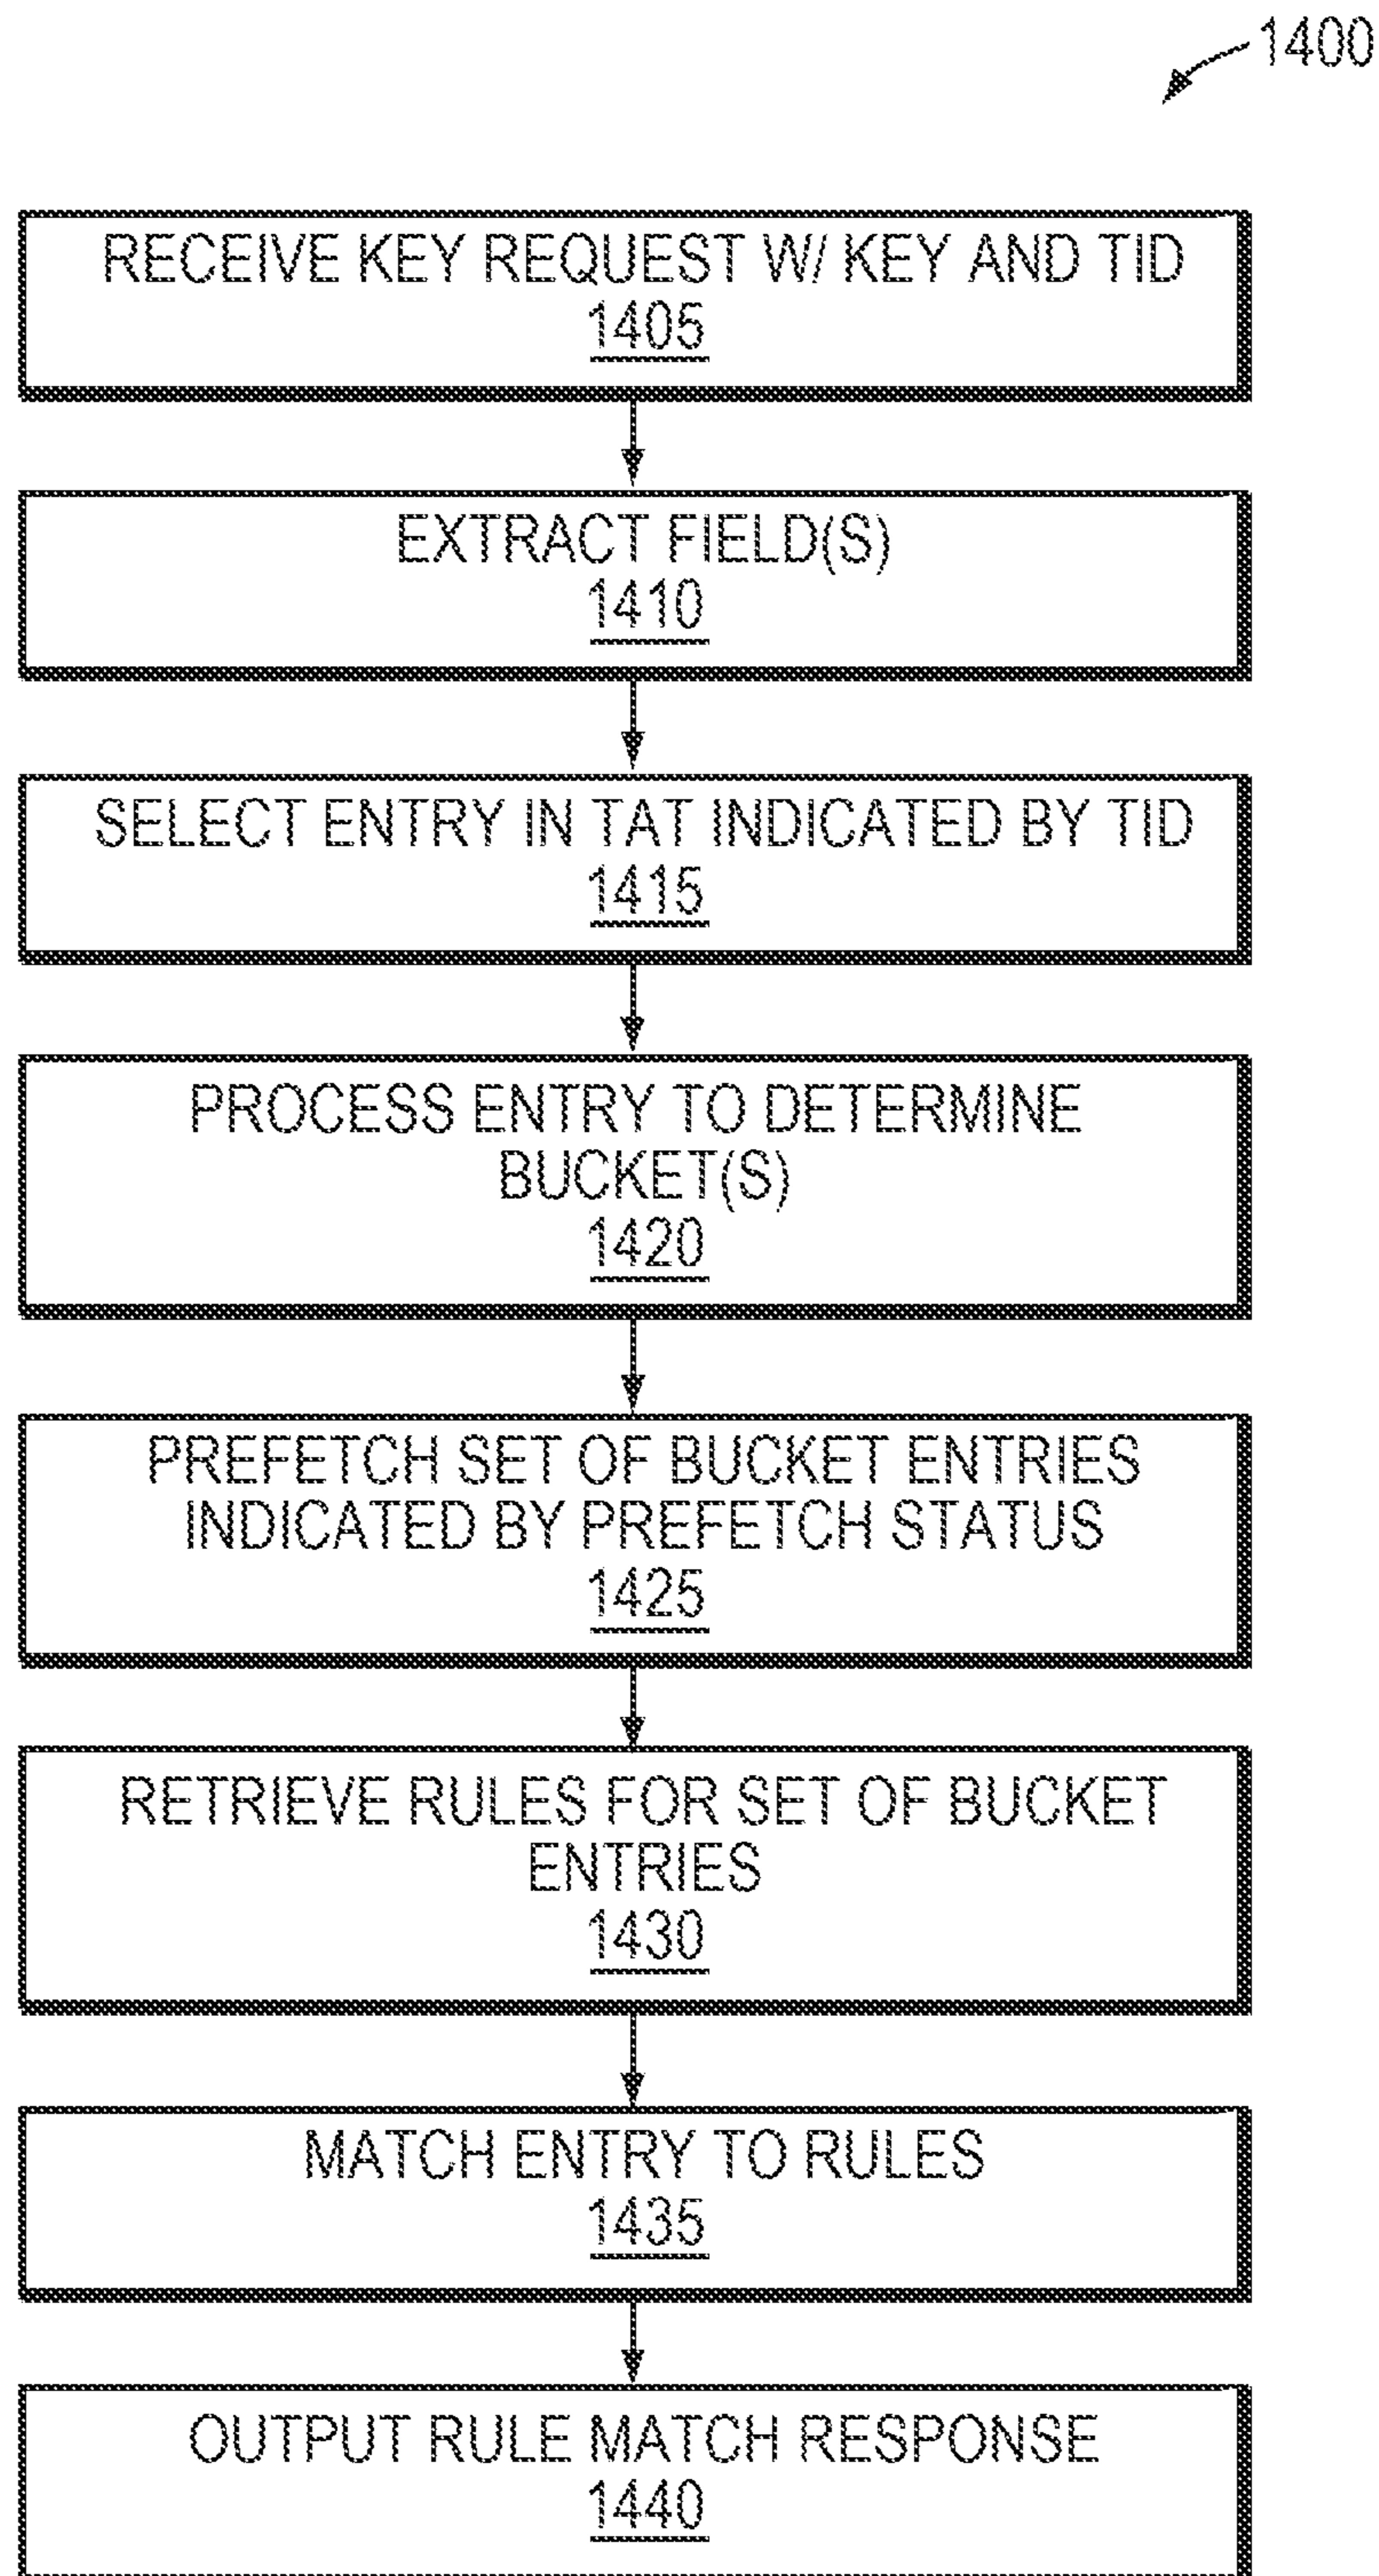 1400
RECEIVE KEY REQUEST W/ KEY AND TID
1405
EXTRACT FIELD(S)
1410
SELECT ENTRY IN TAT INDICATED BY TID
1415
PROCESS ENTRY TO DETERMINE
BUCKET(S)
1420
PREFETCH SET OF BUCKET ENTRIES
INDICATED BY PREFETCH STATUS
1425
RETRIEVE RULES FOR SET OF BUCKET
ENTRIES
1430
MATCH ENTRY TO RULES
1435
OUTPUT RULE MATCH RESPONSE
1440